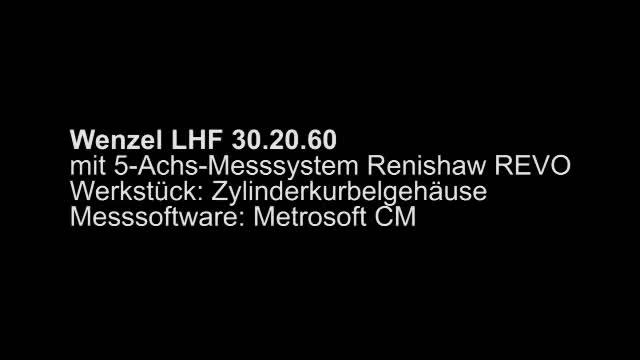 Wenzel LHF 30.20.60
mit 5-Achs-Messsystem Renishaw REVO
Werkstück: Zylinderkurbelgehäuse
Messsoftware: Metrosoft CM